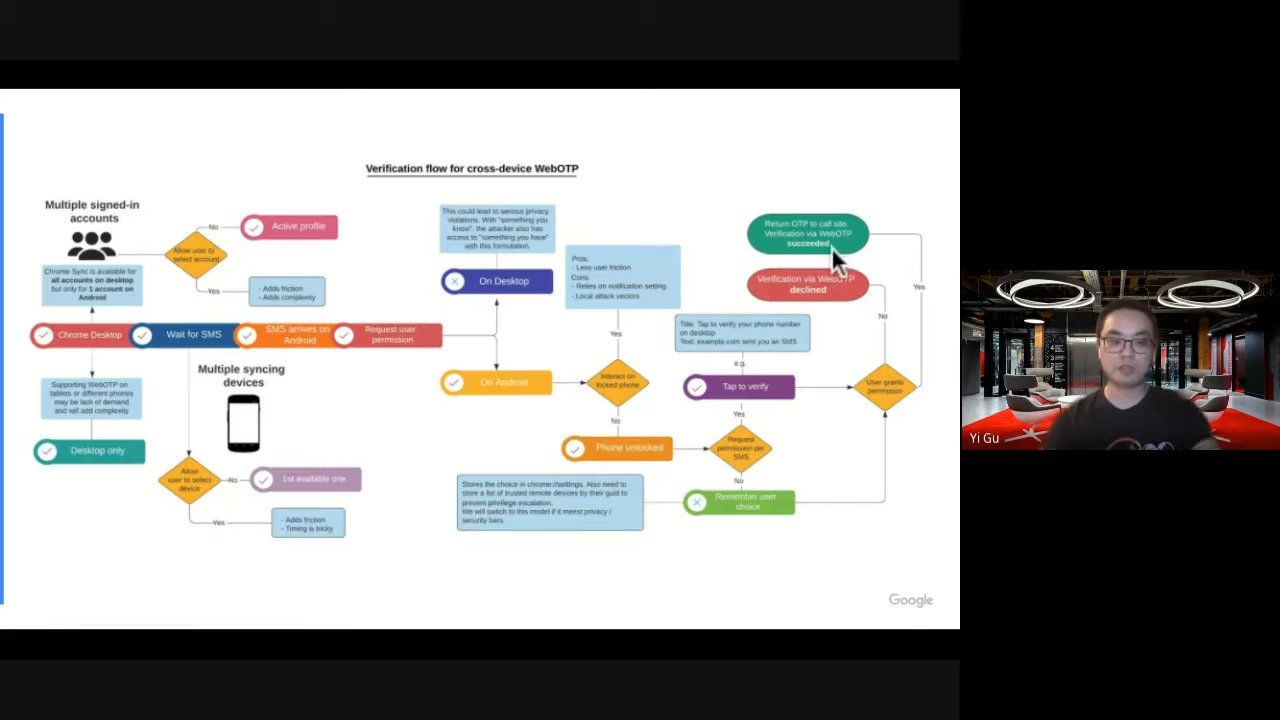 Verification flow for cross-device WebOTP
Multiple signed-in
accounts
No
Active profile
Allow user to
select account
Chrome Sync is available for
all accounts on desktop
but only for 1 account on
Android
Yes
- Adds friction
- Adds complexity
Chrome Desktop
Wait for SMS
SMS arrives on
Android
Request user
permission
Supporting WebOTP on
tablets or different phones
may be lack of demand
and will add complexity
Desktop only
Multiple syncing
devices
Allow
user to select
device
No
1st available one
Yes
- Adds friction
- Timing is tricky
This could lead to serious privacy
violations. With "something you
know", the attacker also has
access to "something you have"
with this formulation.
On Desktop
On Android
Pros:
- Less user friction
Cons:
- Relies on notification setting
- Local attack vectors
Yes
Interact on
locked phone
No
Phone unlocked
Title: Tap to verify your phone number
on desktop
Text: example.com sent you an SMS
e.g.
Tap to verify
Yes
Request
permission per
SMS
No
Remember user
choice
Stores the choice in chrome://settings. Also need to
store a list of trusted remote devices by their guid to
prevent privilege escalation.
We will switch to this model if it meest privacy /
security bars.
Return OTP to call site.
Verification via WebOTP
succeeded
Verification via WebOTP
declined
Yes
No
User grants
permission
Google
Yi Gu